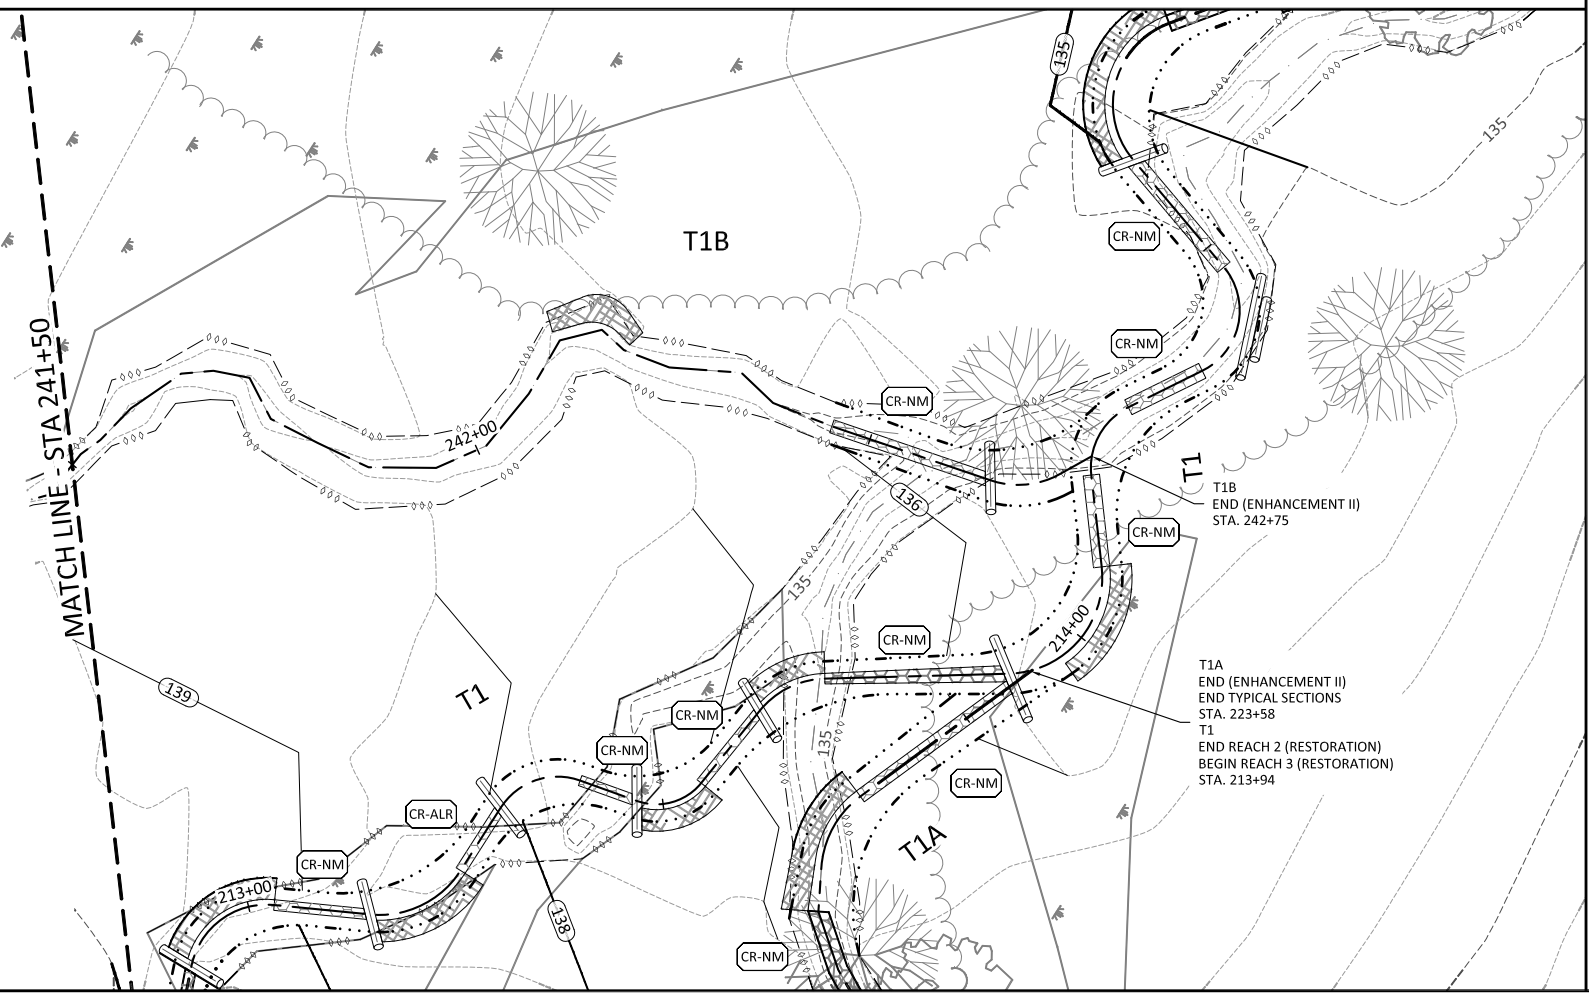 135
135
CR-NM
T1B
CR-NM
MATCH LINE - STA 241+50
CR-NM
242+00
T1
136
T1B
END (ENHANCEMENT II)
STA. 242+75
CR-NM
135
214+00
CR-NM
139
T1
T1A
END (ENHANCEMENT II)
END TYPICAL SECTIONS
STA. 223+58
T1
END REACH 2 (RESTORATION)
BEGIN REACH 3 (RESTORATION)
STA. 213+94
CR-NM
CR-NM
135
CR-NM
CR-ALR
T1A
CR-NM
213+00
138
CR-NM